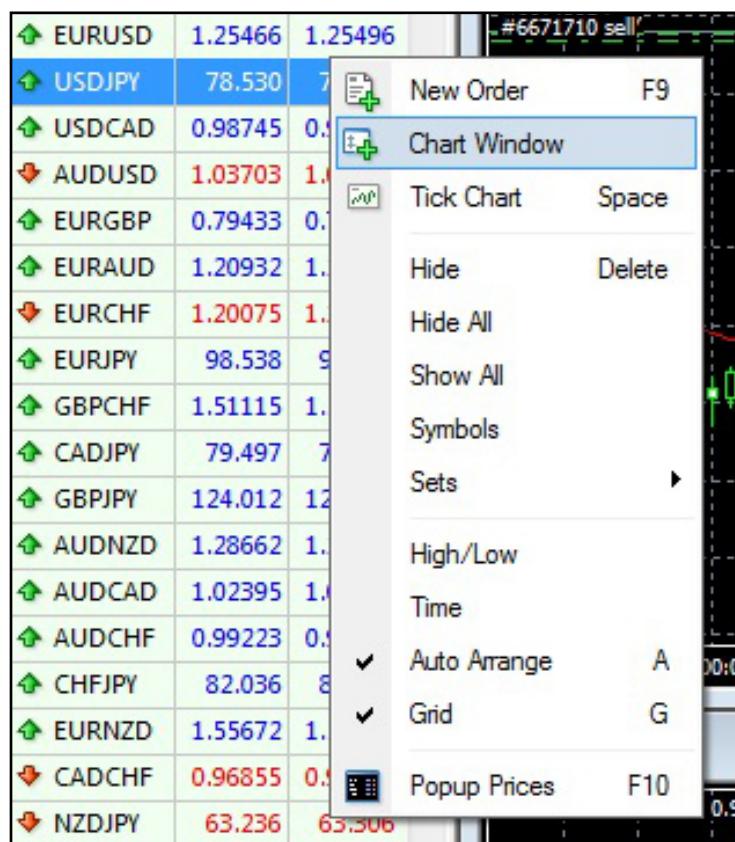 EURUSD 1.25466 1.25496
#6671710 sell
USDJPY 78.530
USDCAD 0.98745
AUDUSD 1.03703
EURGBP 0.79433
EURAUD 1.20932
EURCHF 1.20075
EURJPY 98.538
GBPCHF 1.51115
CADJPY 79.497
GBPJPY 124.012
AUDNZD 1.28662
AUDCAD 1.02395
AUDCHF 0.99223
CHFJPY 82.036
EURNZD 1.55672
CADCHF 0.96855
NZDJPY 63.236 63.306
New Order F9
Chart Window
Tick Chart Space
Hide Delete
Hide All
Show All
Symbols
Sets
High/Low
Time
Auto Arrange A
Grid G
Popup Prices F10